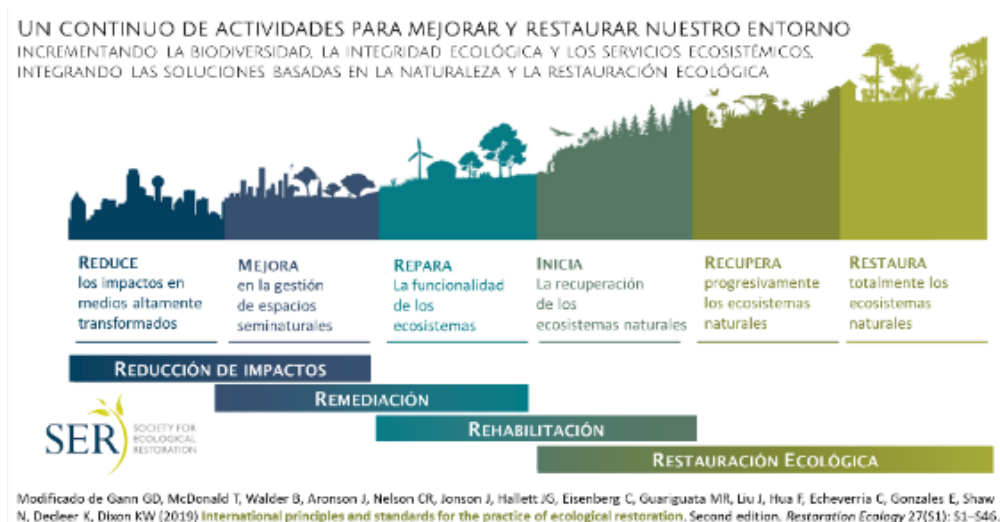 UN CONTINUO DE ACTIVIDADES PARA MEJORAR Y RESTAURAR NUESTRO ENTORNO
INCREMENTANDO LA BIODIVERSIDAD, LA INTEGRIDAD ECOLÓGICA Y LOS SERVICIOS ECOSISTÉMICOS.
INTEGRANDO LAS SOLUCIONES BASADAS EN LA NATURALEZA Y LA RESTAURACIÓN ECOLÓGICA
REDUCE
los impactos en
medios altamente
transformados
MEJORA
en la gestión
de espacios
seminaturales
REPARA
La funcionalidad
de los
ecosistemas
INICIA
La recuperación
de los
ecosistemas naturales
RECUPERA
progresivamente
los ecosistemas
naturales
RESTAURA
totalmente los
ecosistemas
naturales
REDUCCIÓN DE IMPACTOS
REMEDIACIÓN
REHABILITACIÓN
RESTAURACIÓN ECOLÓGICA
SER
SOCIETY FOR
ECOLOGICAL
RESTORATION
Modificado de Gann GD, McDonald T, Walder B, Aronson J, Nelson CR, Jonson J, Hallett JG, Eisenberg C, Guariguata MR, Liu J, Hua F, Echeverria C, Gonzales E, Shaw
N, Decleer K, Dixon KW (2019) International principles and standards for the practice of ecological restoration. Second edition. Restoration Ecology 27(S1): S1–S46